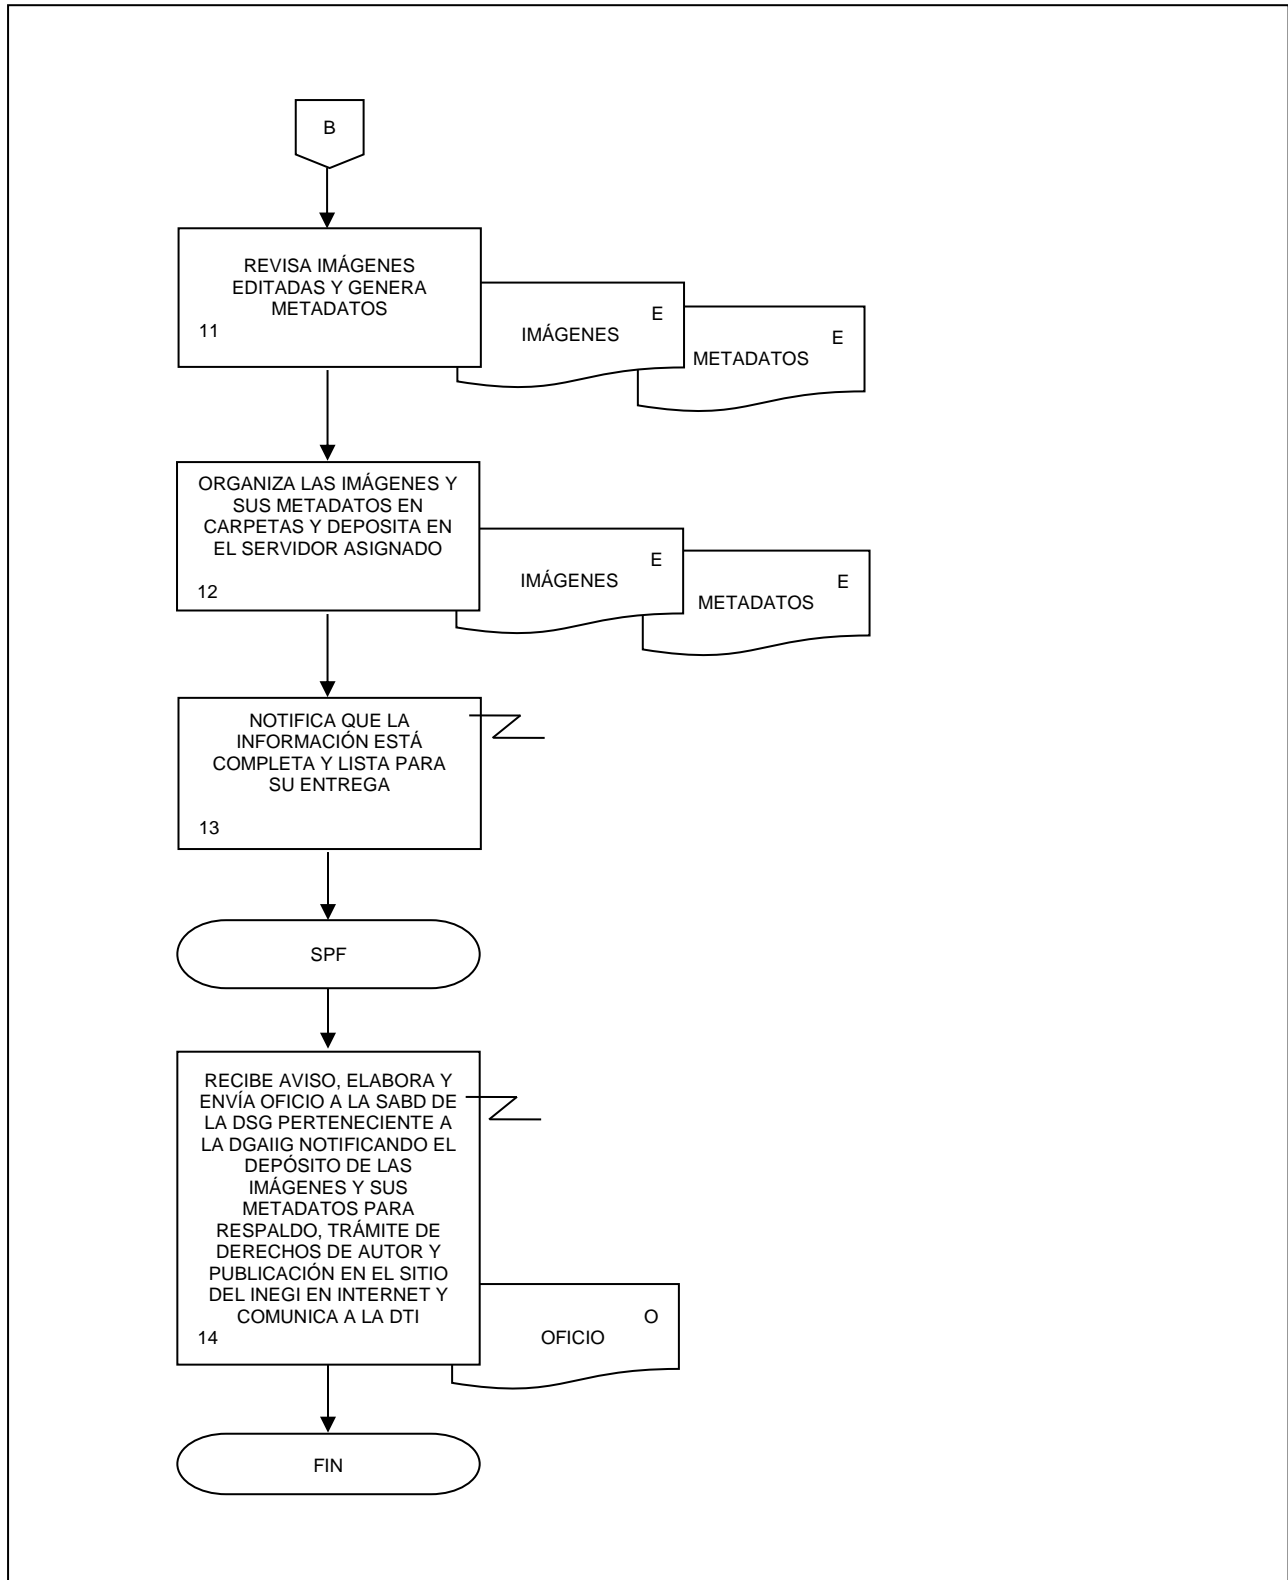 B
REVISA IMÁGENES
EDITADAS Y GENERA
METADATOS
11
E
IMÁGENES
E
METADATOS
ORGANIZA LAS IMÁGENES Y
SUS METADATOS EN
CARPETAS Y DEPOSITA EN
EL SERVIDOR ASIGNADO
12
E
IMÁGENES
E
METADATOS
NOTIFICA QUE LA
INFORMACIÓN ESTÁ
COMPLETA Y LISTA PARA
SU ENTREGA
13
SPF
RECIBE AVISO, ELABORA Y
ENVÍA OFICIO A LA SABD DE
LA DSG PERTENECIENTE A
LA DGAIIG NOTIFICANDO EL
DEPÓSITO DE LAS
IMÁGENES Y SUS
METADATOS PARA
RESPALDO, TRÁMITE DE
DERECHOS DE AUTOR Y
PUBLICACIÓN EN EL SITIO
DEL INEGI EN INTERNET Y
COMUNICA A LA DTI
14
O
OFICIO
FIN